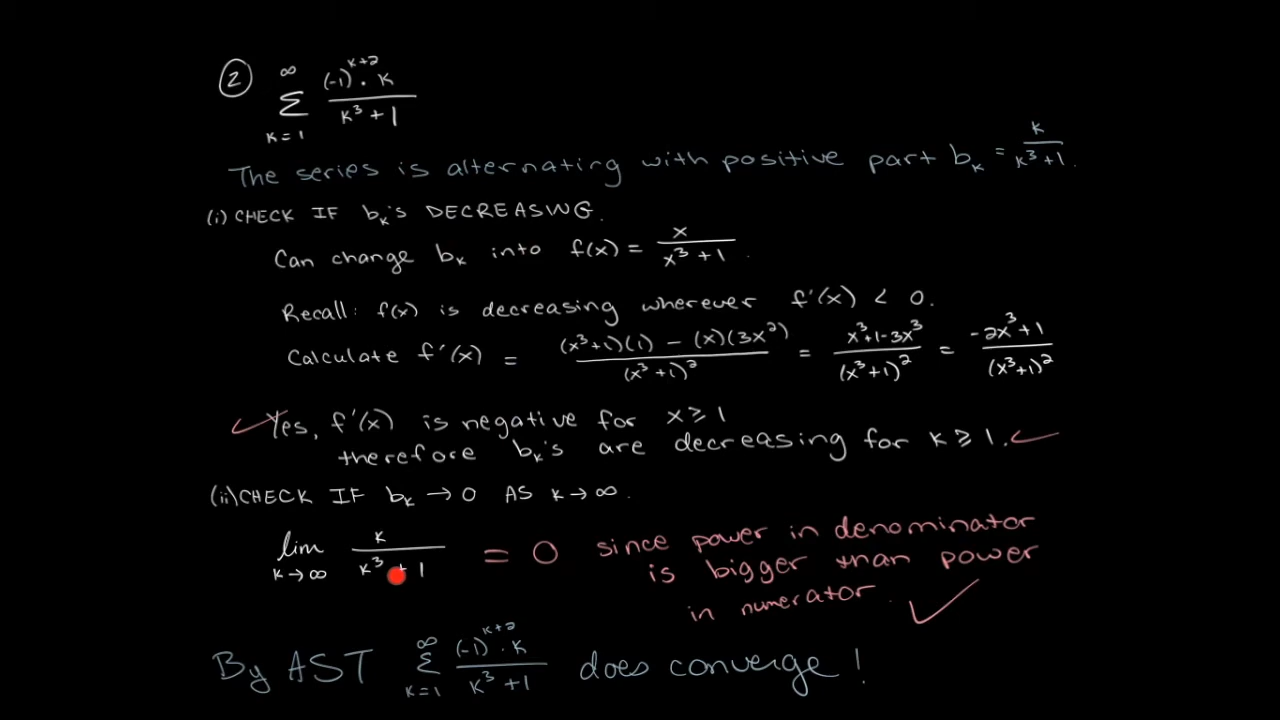 ② ∞ Σ k=1 (-1)^(k+2) · k / k³ + 1
The series is alternating with positive part b_k = k / k³ + 1.
(i) CHECK IF b_k's DECREASING.
Can change b_k into f(x) = x / x³ + 1.
Recall: f(x) is decreasing wherever f'(x) < 0.
Calculate f'(x) = (x³+1)(1) - (x)(3x²) / (x³+1)² = x³+1-3x³ / (x³+1)² = -2x³+1 / (x³+1)²
✓ Yes, f'(x) is negative for x ≥ 1
therefore b_k's are decreasing for k ≥ 1. ✓
(ii) CHECK IF b_k → 0 AS k → ∞.
lim k→∞ k / k³ + 1 = 0 since power in denominator
is bigger than power
in numerator. ✓
By AST ∞ Σ k=1 (-1)^(k+2) · k / k³ + 1 does converge!